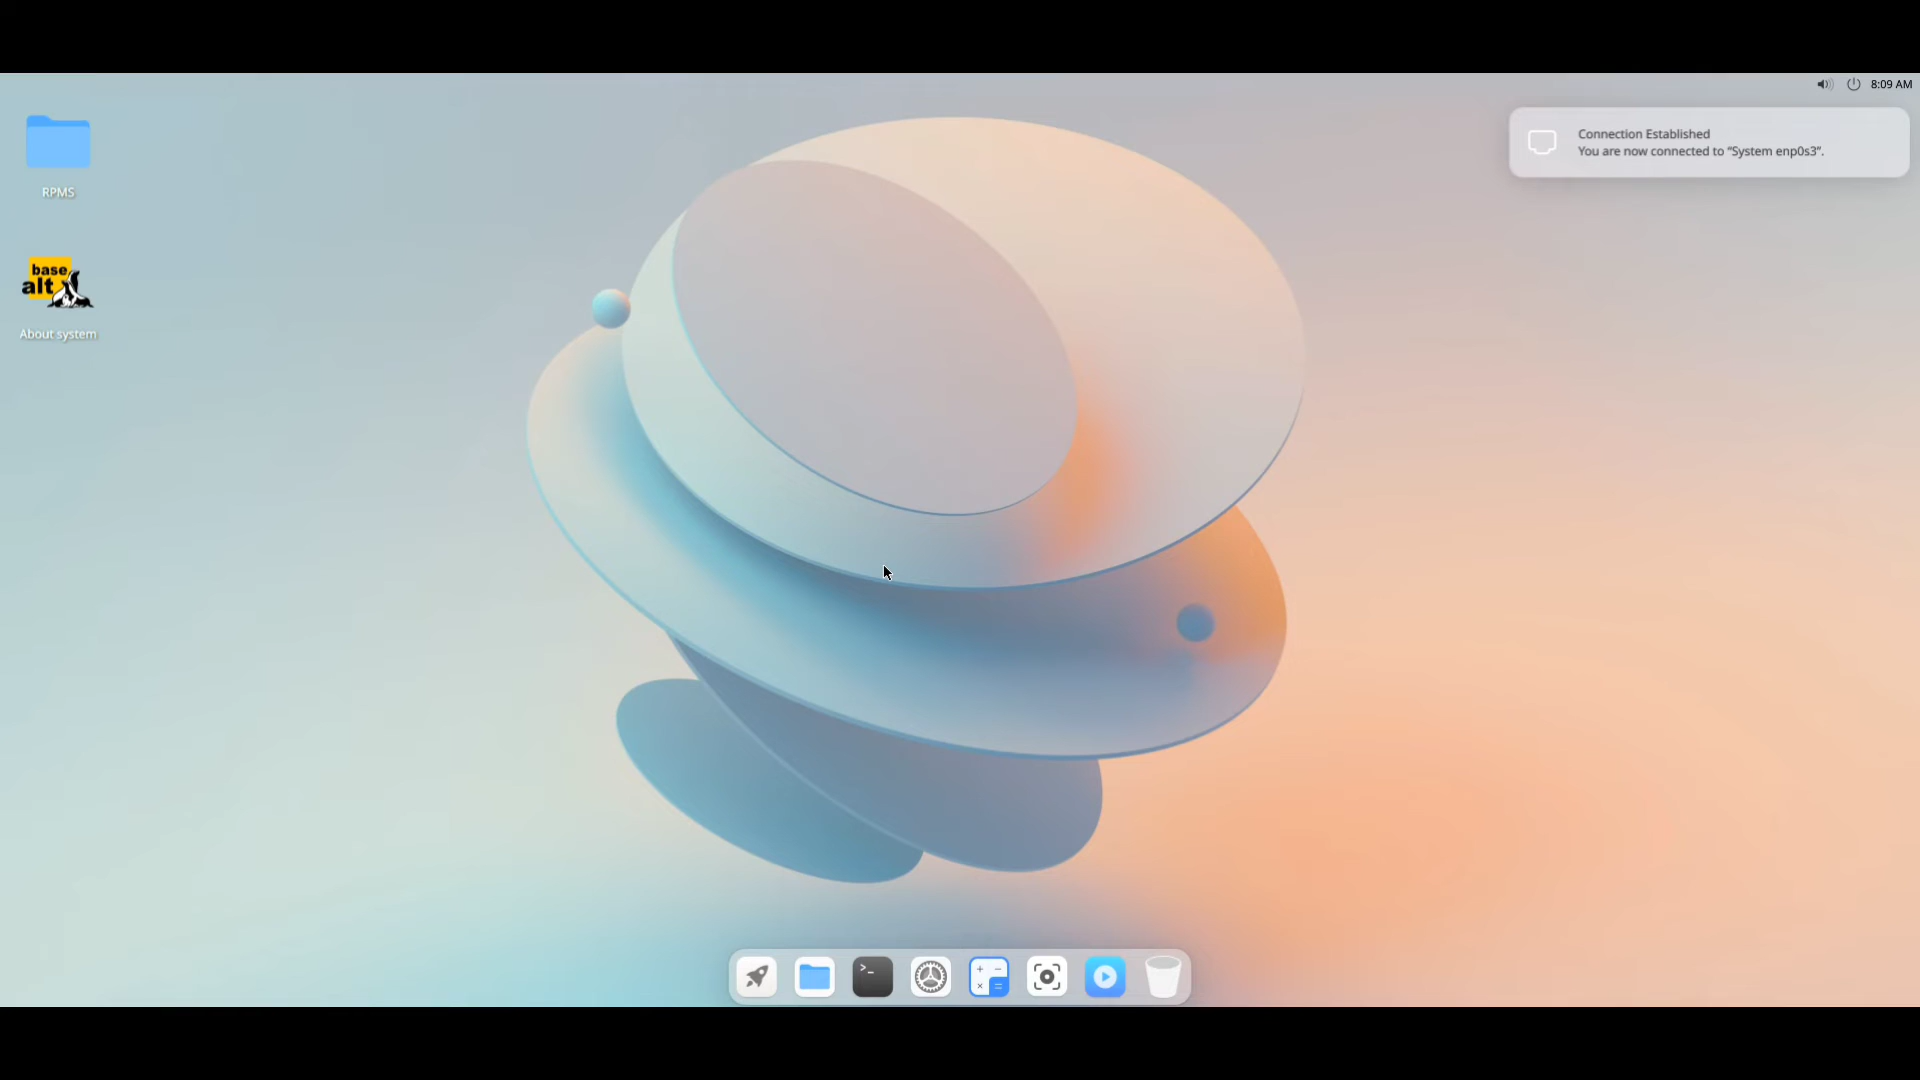 8:09 AM
Connection Established
You are now connected to “System enp0s3”.
RPMS
base
alt
About system
>_